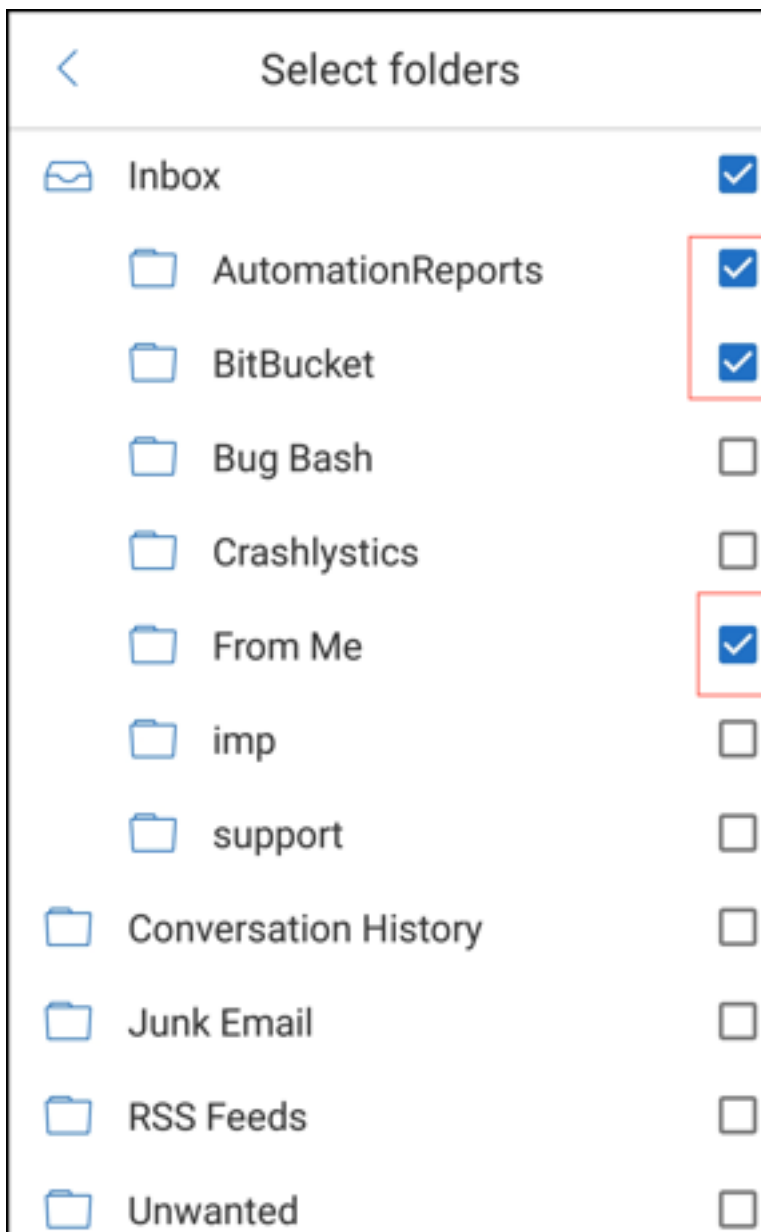 Select folders
Inbox
AutomationReports
BitBucket
Bug Bash
Crashlystics
From Me
imp
support
Conversation History
Junk Email
RSS Feeds
Unwanted